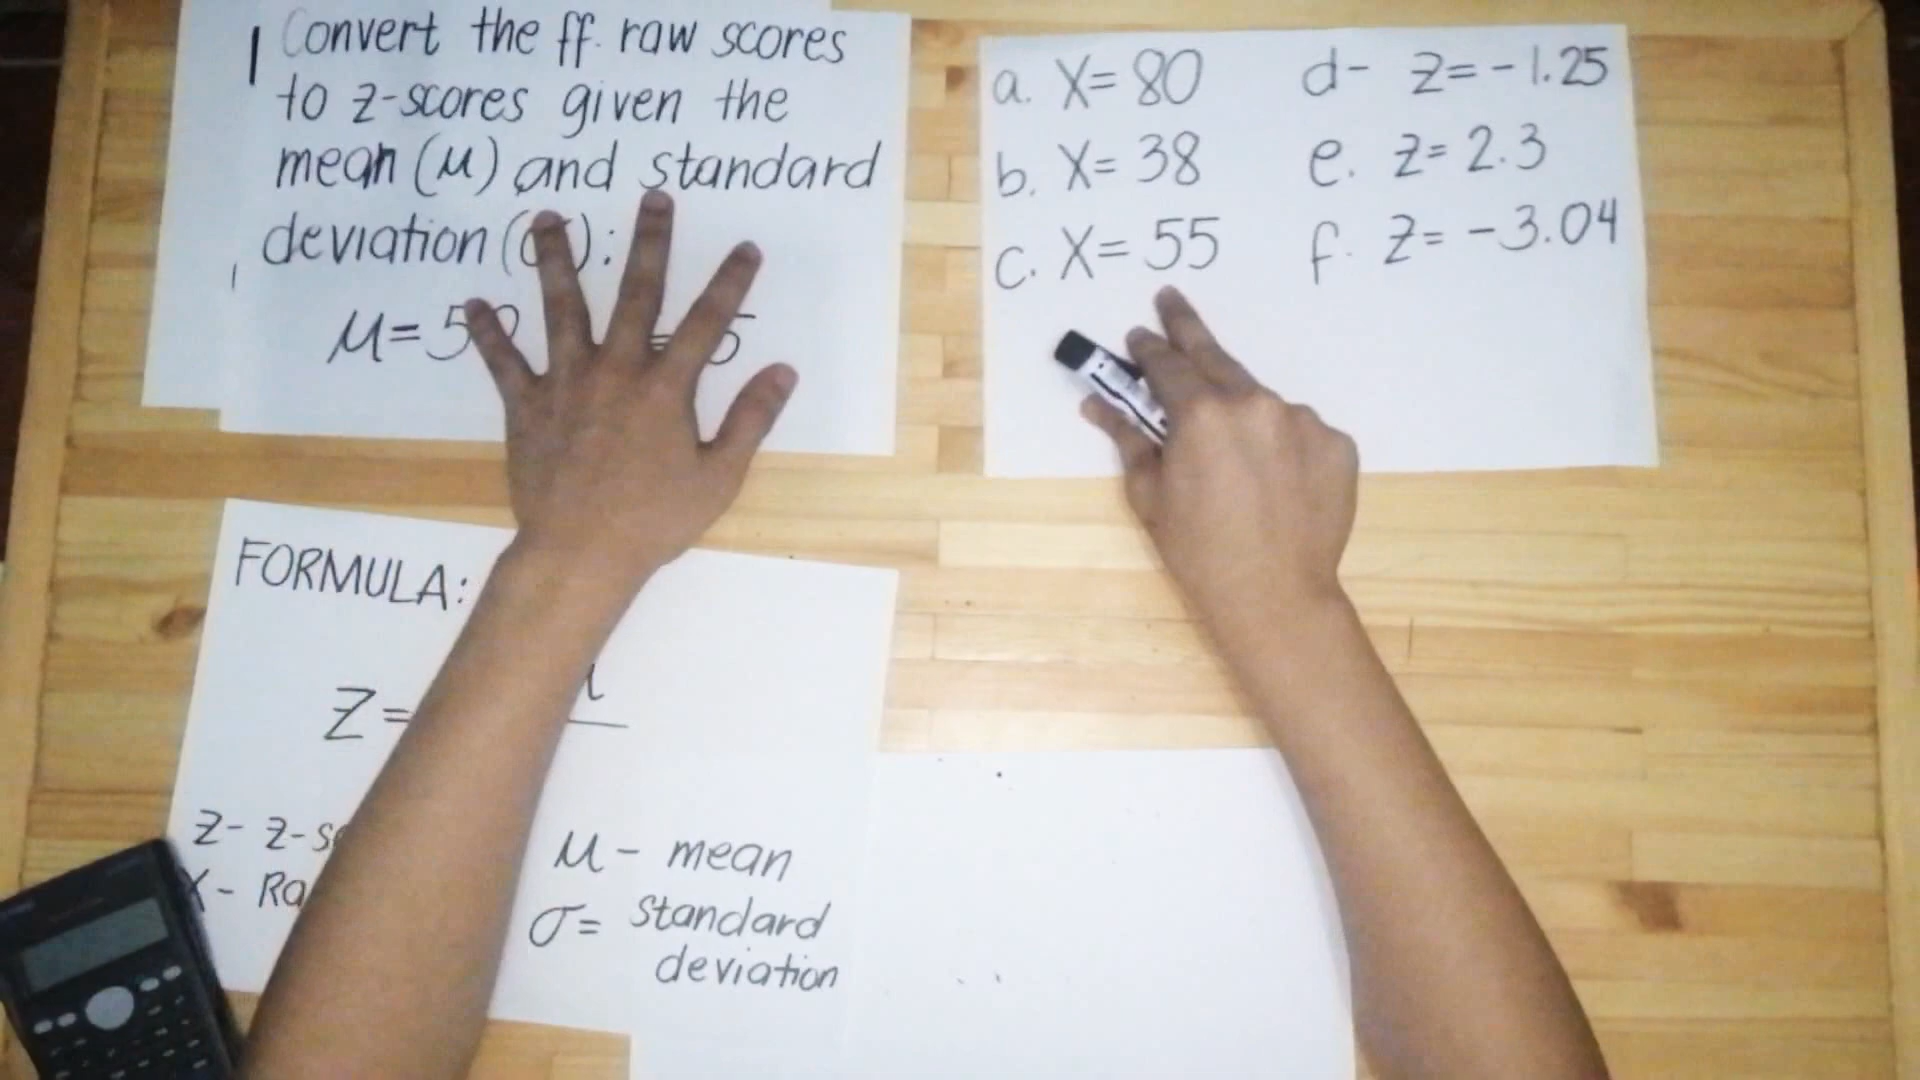 Convert the ff. raw scores
to z-scores given the
mean (μ) and standard
deviation ( ):
μ= 5
a. X= 80
b. X= 38
c. X= 55
d- Z= -1.25
e. Z= 2.3
f. Z= -3.04
FORMULA:
Z=
Z- Z-s
X- Ra
μ- mean
σ= standard
deviation